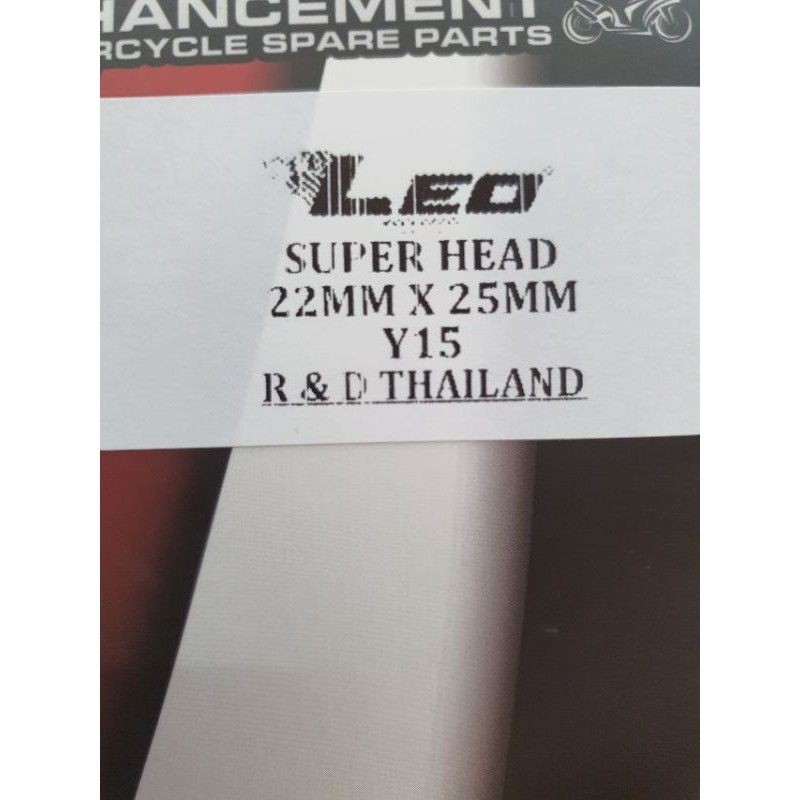 HANCEMENT
RCYCLE SPARE PARTS
LEO
SUPER HEAD
22MM X 25MM
Y15
R & D THAILAND